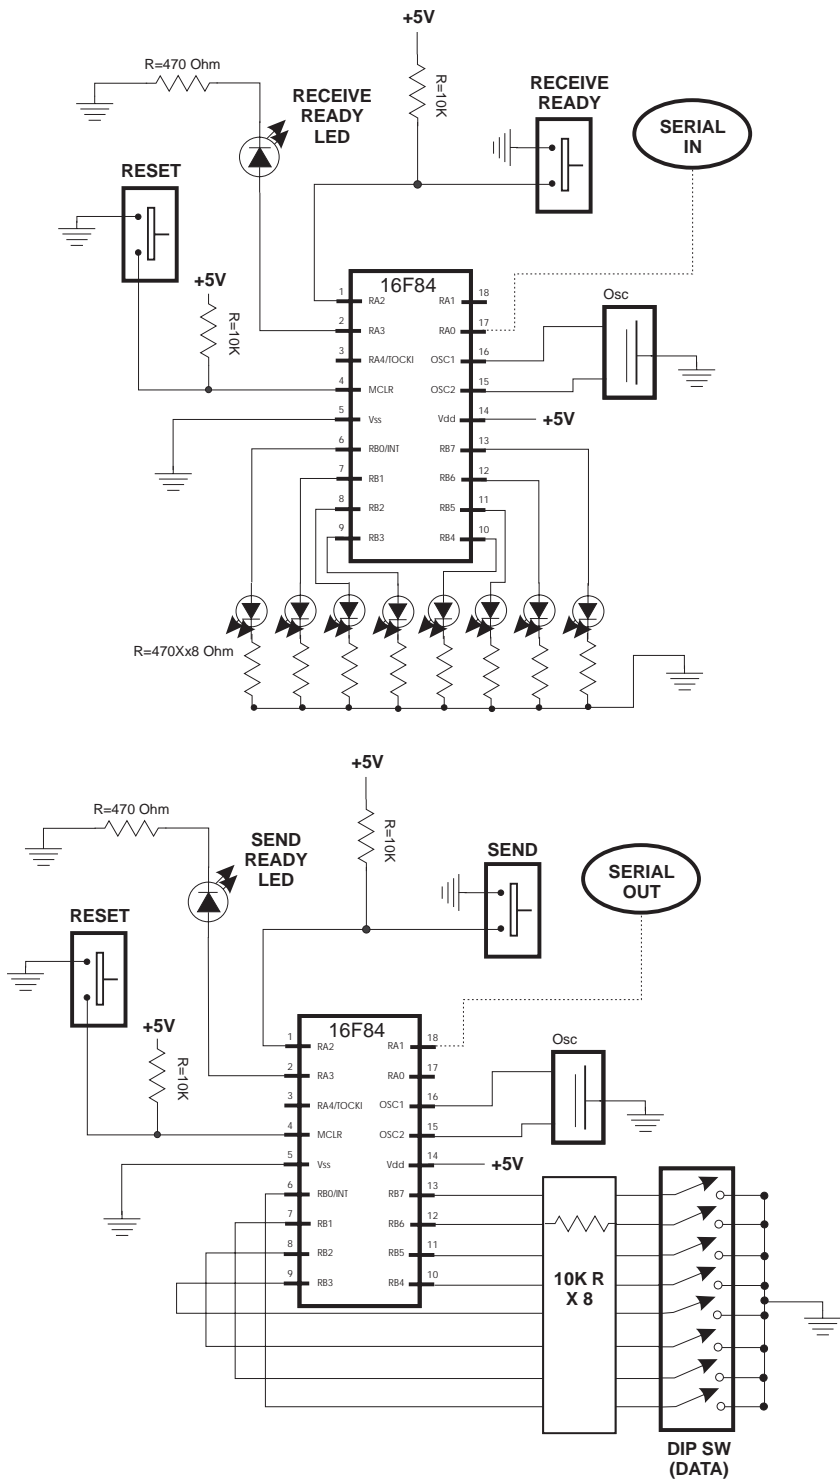 +5V
R=470 Ohm
R=10K
RECEIVE
READY
LED
RECEIVE
READY
SERIAL
IN
RESET
+5V
R=10K
16F84
1
RA2
RA1
18
2
RA3
RA0
17
3
RA4/TOCKI
OSC1
16
4
MCLR
OSC2
15
5
Vss
Vdd
14
+5V
6
RB0/INT
RB7
13
7
RB1
RB6
12
8
RB2
RB5
11
9
RB3
RB4
10
Osc
R=470Xx8 Ohm
+5V
R=470 Ohm
R=10K
SEND
READY
LED
SEND
SERIAL
OUT
RESET
+5V
R=10K
16F84
1
RA2
RA1
18
2
RA3
RA0
17
3
RA4/TOCKI
OSC1
16
4
MCLR
OSC2
15
5
Vss
Vdd
14
+5V
6
RB0/INT
RB7
13
7
RB1
RB6
12
8
RB2
RB5
11
9
RB3
RB4
10
Osc
10K R
X 8
DIP SW
(DATA)